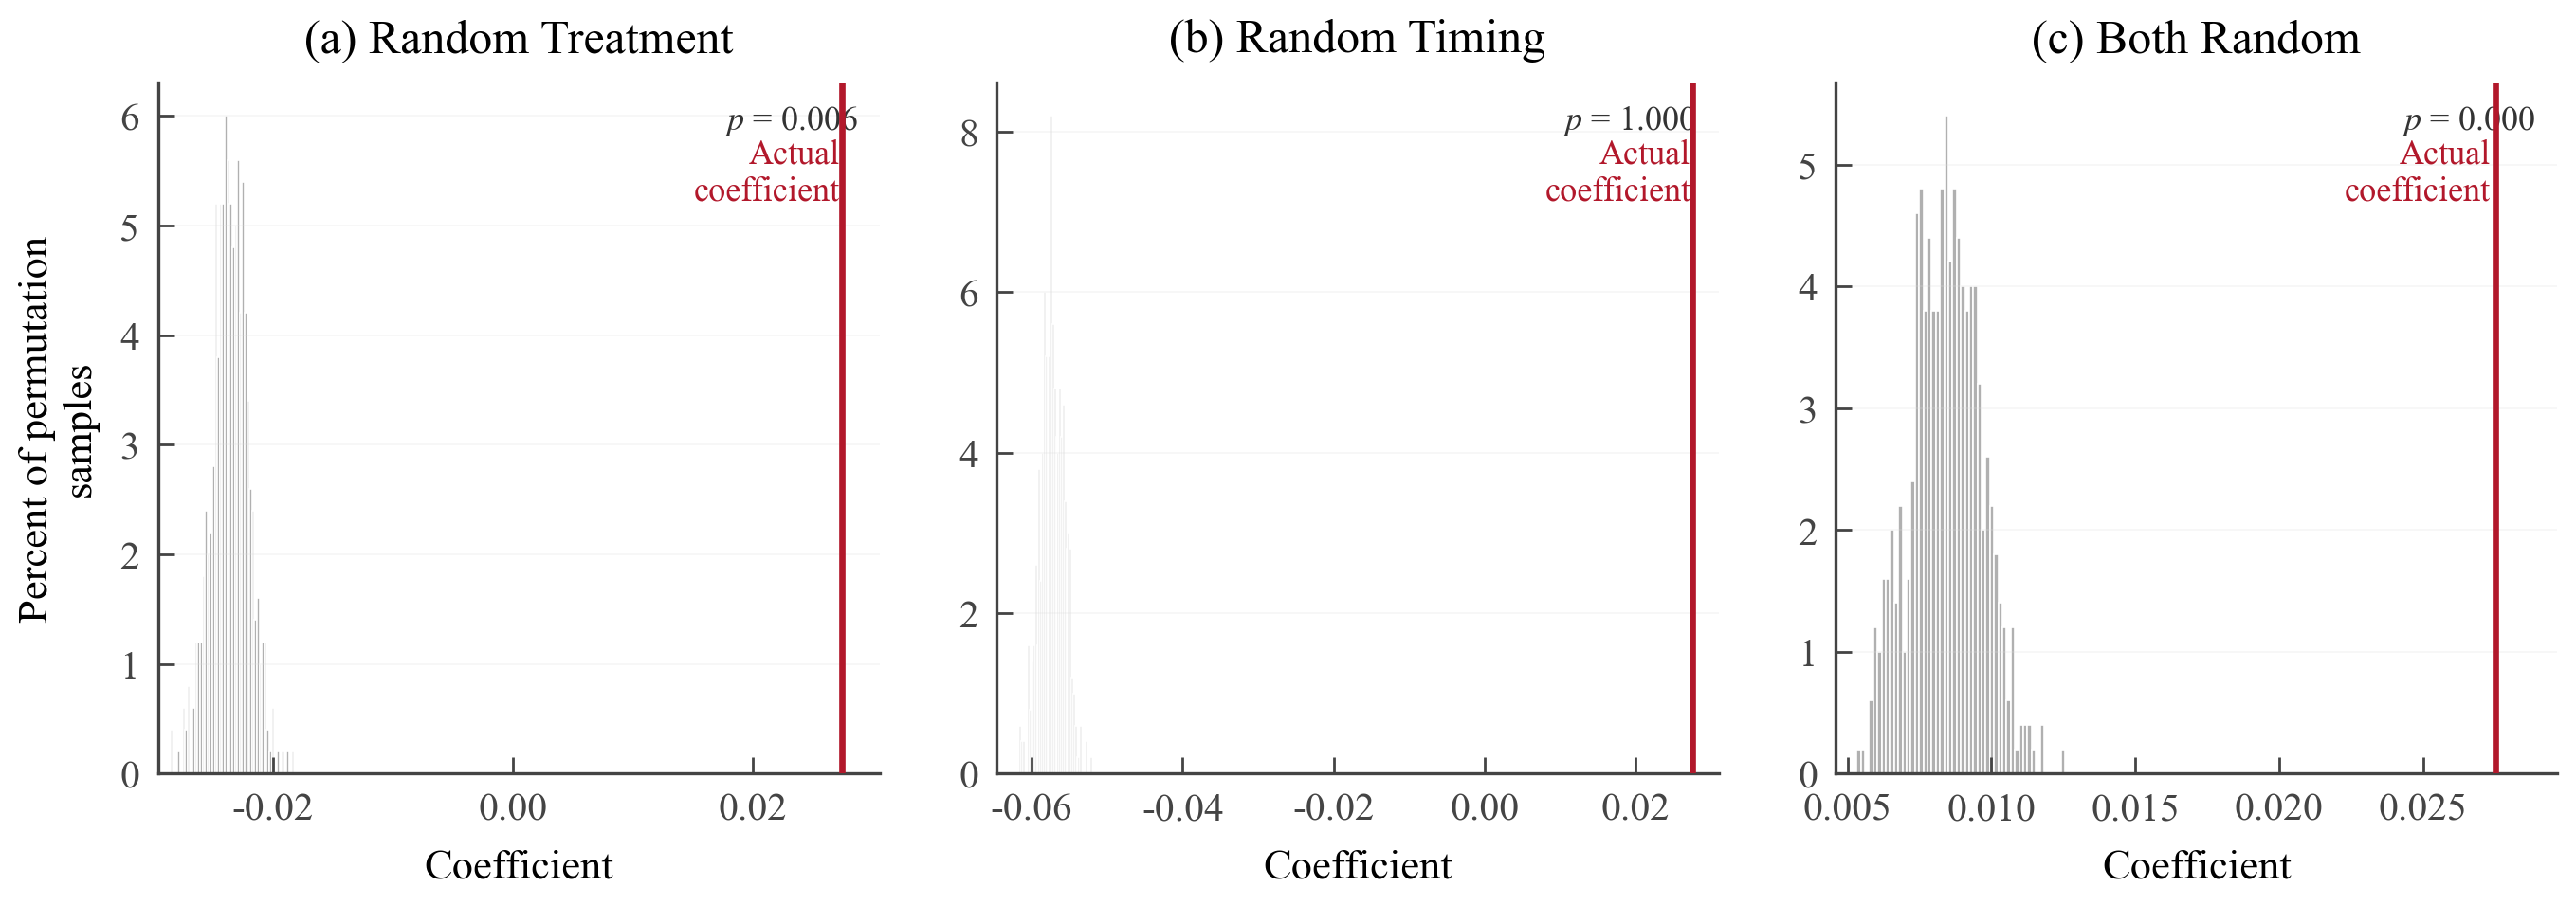 (a) Random Treatment
(b) Random Timing
(c) Both Random
Percent of permutation
samples
6
5
4
3
2
1
0
p = 0.006
Actual
coefficient
-0.02
0.00
0.02
Coefficient
8
6
4
2
0
p = 1.000
Actual
coefficient
-0.06
-0.04
-0.02
0.00
0.02
Coefficient
5
4
3
2
1
0
p = 0.000
Actual
coefficient
0.005
0.010
0.015
0.020
0.025
Coefficient